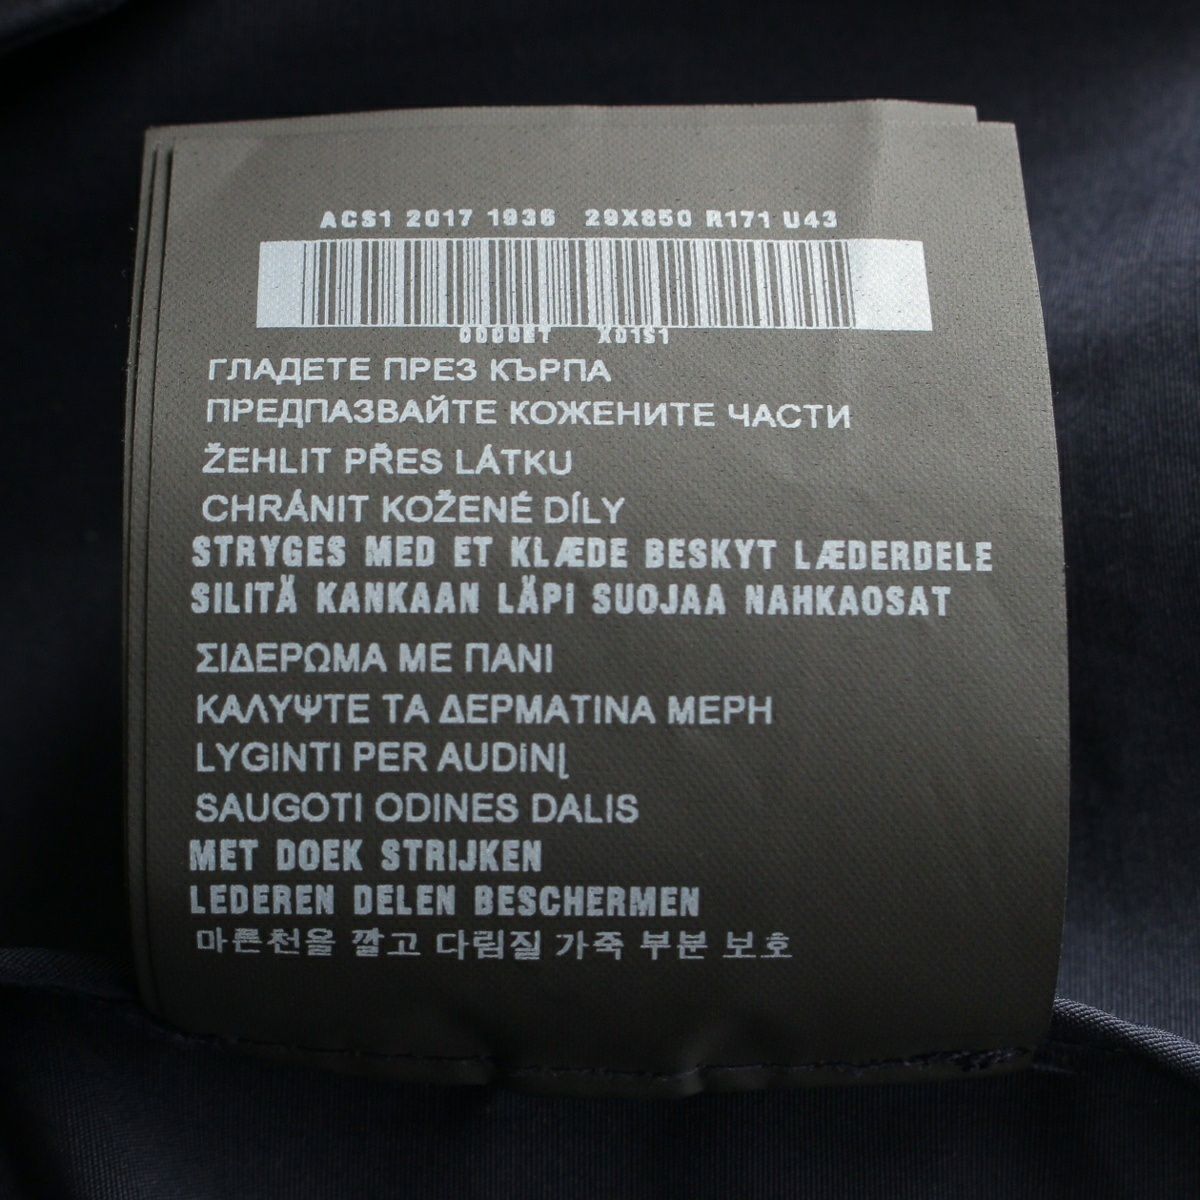 ACS1 2017 1936 29X850 R171 U43
X01S1
ГЛАДЕТЕ ПРЕЗ КЪРПА
ПРЕДПАЗВАЙТЕ КОЖЕНИТЕ ЧАСТИ
ŽEHLIT PŘES LÁTKU
CHRÁNIT KOŽENÉ DÍLY
STRYGES MED ET KLÆDE BESKYT LÆDERDELE
SILITÄ KANKAAN LÄPI SUOJAA NAHKAOSAT
ΣΙΔΕΡΩΜΑ ΜΕ ΠΑΝΙ
ΚΑΛΥΨΤΕ ΤΑ ΔΕΡΜΑΤΙΝΑ ΜΕΡΗ
LYGINTI PER AUDINĮ
SAUGOTI ODINES DALIS
MET DOEK STRIJKEN
LEDEREN DELEN BESCHERMEN
마른천을 깔고 다림질 가죽 부분 보호